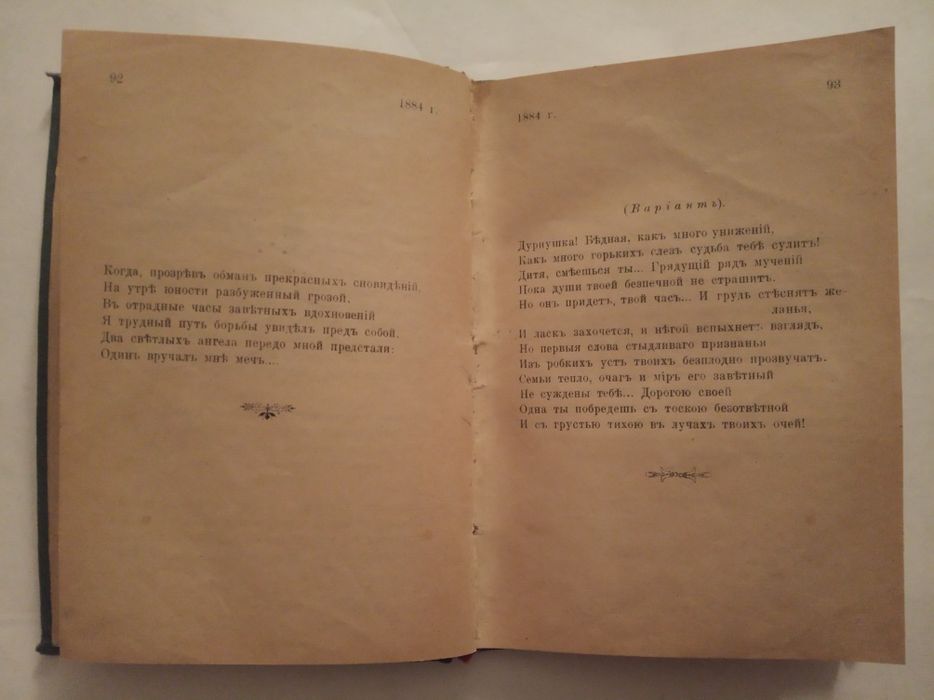 92
1884 г.
Когда, прозрѣвъ обманъ прекрасныхъ сновидѣній,
На утрѣ юности разбуженный грозой,
Въ отрадные часы завѣтныхъ вдохновеній
Я трудный путь борьбы увидѣлъ предъ собой.
Два свѣтлыхъ ангела передо мной предстали:
Одинъ вручалъ мнѣ мечъ....
93
1884 г.
(Варіантъ).
Дурнушка! Бѣдная, какъ много униженій,
Какъ много горькихъ слезъ судьба тебѣ сулитъ!
Дитя, смѣешься ты... Грядущій рядъ мученій
Пока души твоей безпечной не страшитъ.
Но онъ придетъ, твой часъ... И грудь стѣснятъ же-
ланья,
И ласкъ захочется, и нѣгой вспыхнетъ взглядъ,
Но первыя слова стыдливаго признанья
Изъ робкихъ устъ твоихъ безплодно прозвучатъ.
Семьи тепло, очагъ и міръ его завѣтный
Не суждены тебѣ... Дорогою своей
Одна ты побредешь съ тоскою безотвѣтной
И съ грустью тихою въ лучахъ твоихъ очей!